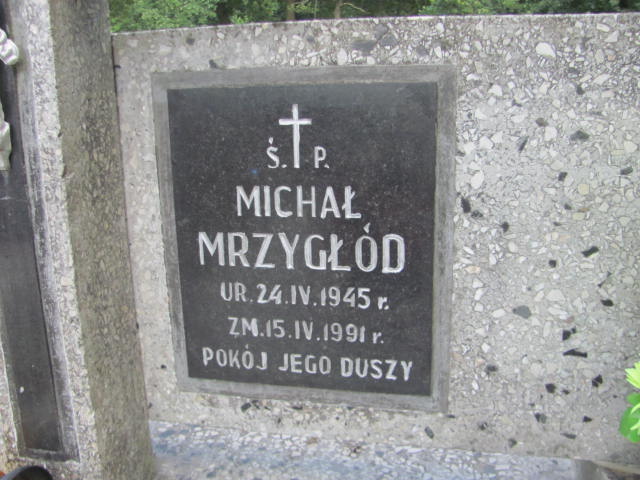 Ś. P.
MICHAŁ
MRZYGŁÓD
UR. 24.IV.1945 r.
ZM. 15.IV.1991 r.
POKÓJ JEGO DUSZY